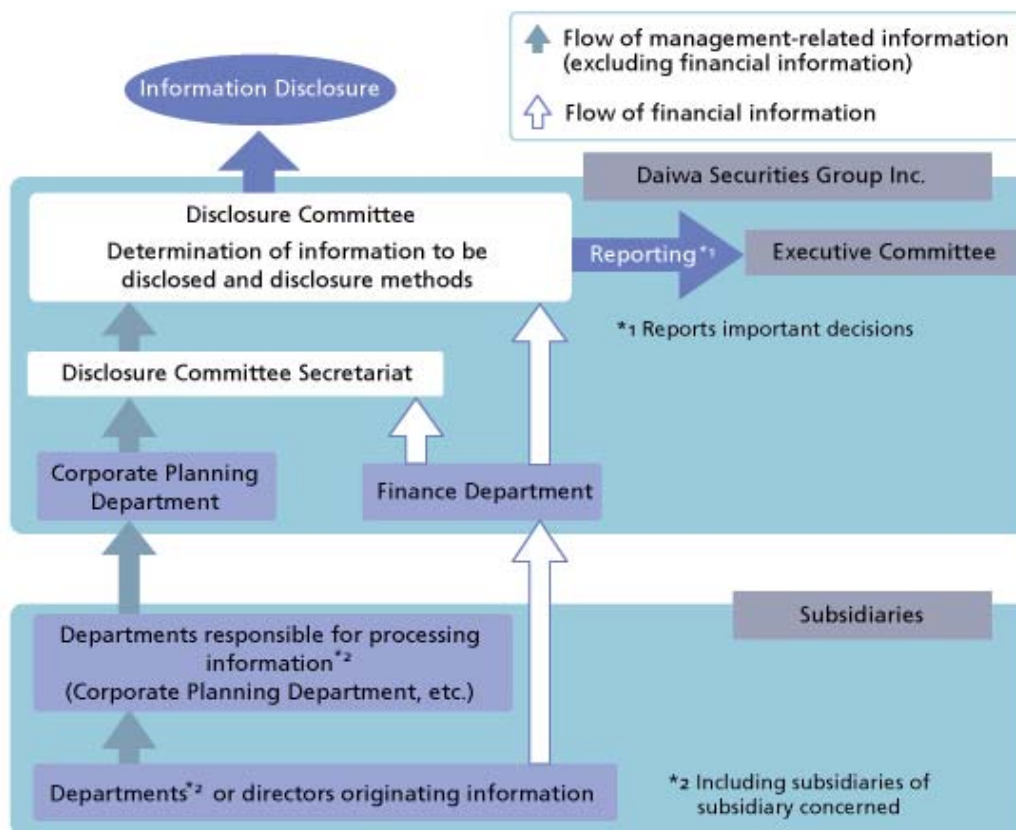 Flow of management-related information
(excluding financial information)
Flow of financial information
Information Disclosure
Daiwa Securities Group Inc.
Disclosure Committee
Determination of information to be
disclosed and disclosure methods
Reporting*1
Executive Committee
*1 Reports important decisions
Disclosure Committee Secretariat
Corporate Planning
Department
Finance Department
Subsidiaries
Departments responsible for processing
information*2
(Corporate Planning Department, etc.)
Departments*2 or directors originating information
*2 Including subsidiaries of
subsidiary concerned